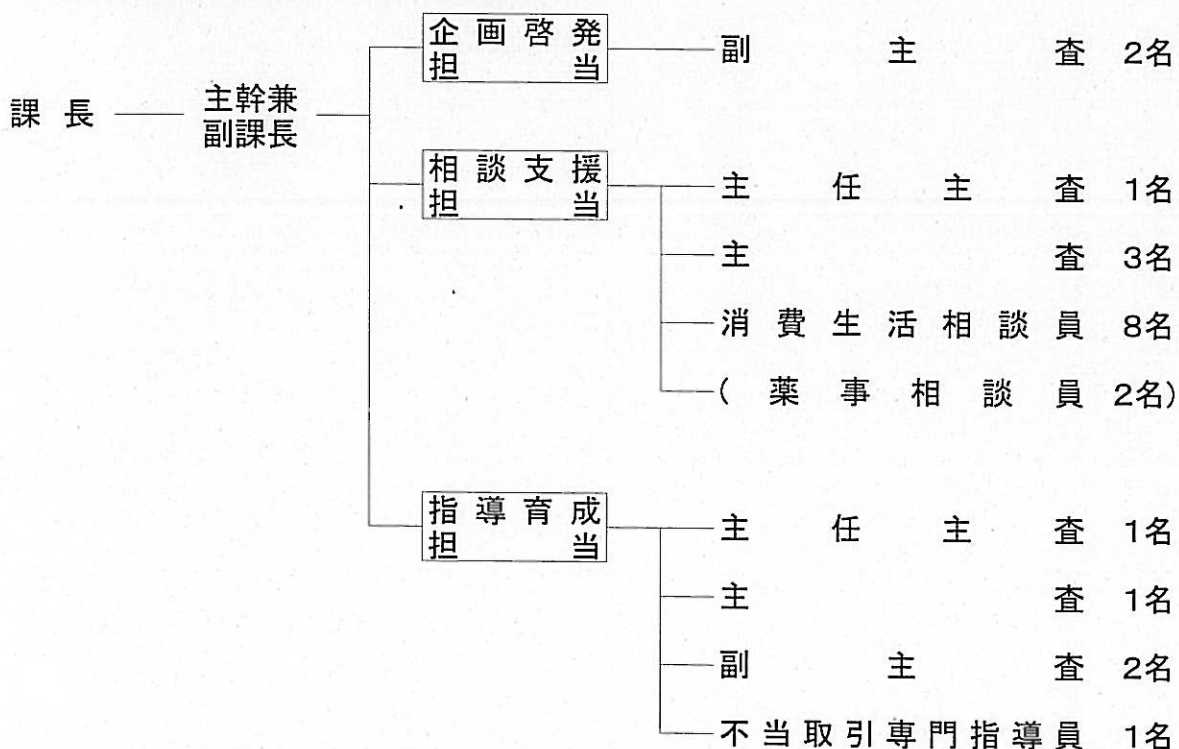 企画啓発
担当
副主査 2名
課長
主幹兼
副課長
相談支援
担当
主任主査 1名
主査 3名
消費生活相談員 8名
(薬事相談員 2名)
指導育成
担当
主任主査 1名
主査 1名
副主査 2名
不当取引専門指導員 1名